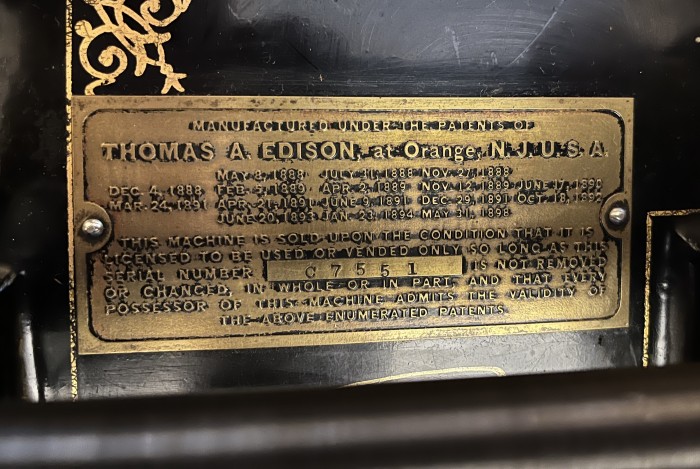 MANUFACTURED UNDER THE PATENTS OF
THOMAS A. EDISON, at Orange, N.J.U.S.A.
MAY 8, 1888 JULY 31, 1888 NOV 27, 1888
DEC. 4, 1888 FEB. 5, 1889 APR. 2, 1889 NOV 12, 1889 JUNE 17, 1890
MAR. 24, 1891 APR. 21, 1891 JUNE 9, 1891 DEC. 29, 1891 OCT. 18, 1892
JUNE 20, 1893 JAN. 23, 1894 MAY 31, 1898
THIS MACHINE IS SOLD UPON THE CONDITION THAT IT IS
LICENSED TO BE USED OR VENDED ONLY SO LONG AS THIS
SERIAL NUMBER C7551 IS NOT REMOVED
OR CHANGED, IN WHOLE OR IN PART, AND THAT EVERY
POSSESSOR OF THIS MACHINE ADMITS THE VALIDITY OF
THE ABOVE ENUMERATED PATENTS